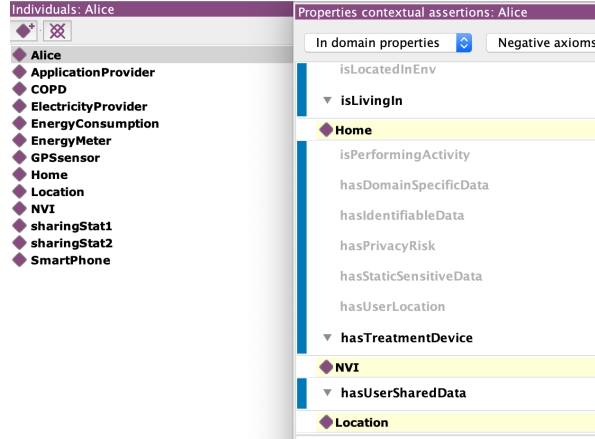 Individuals: Alice
Alice
ApplicationProvider
COPD
ElectricityProvider
EnergyConsumption
EnergyMeter
GPSsensor
Home
Location
NVI
sharingStat1
sharingStat2
SmartPhone
Properties contextual assertions: Alice
In domain properties
Negative axioms
isLocatedInEnv
isLivingIn
Home
isPerformingActivity
hasDomainSpecificData
hasIdentifiableData
hasPrivacyRisk
hasStaticSensitiveData
hasUserLocation
hasTreatmentDevice
NVI
hasUserSharedData
Location